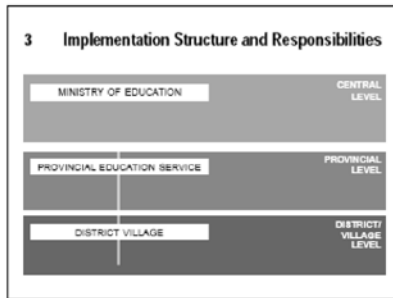 3 Implementation Structure and Responsibilities
MINISTRY OF EDUCATION
CENTRAL
LEVEL
PROVINCIAL EDUCATION SERVICE
PROVINCIAL
LEVEL
DISTRICT VILLAGE
DISTRICT/
VILLAGE
LEVEL